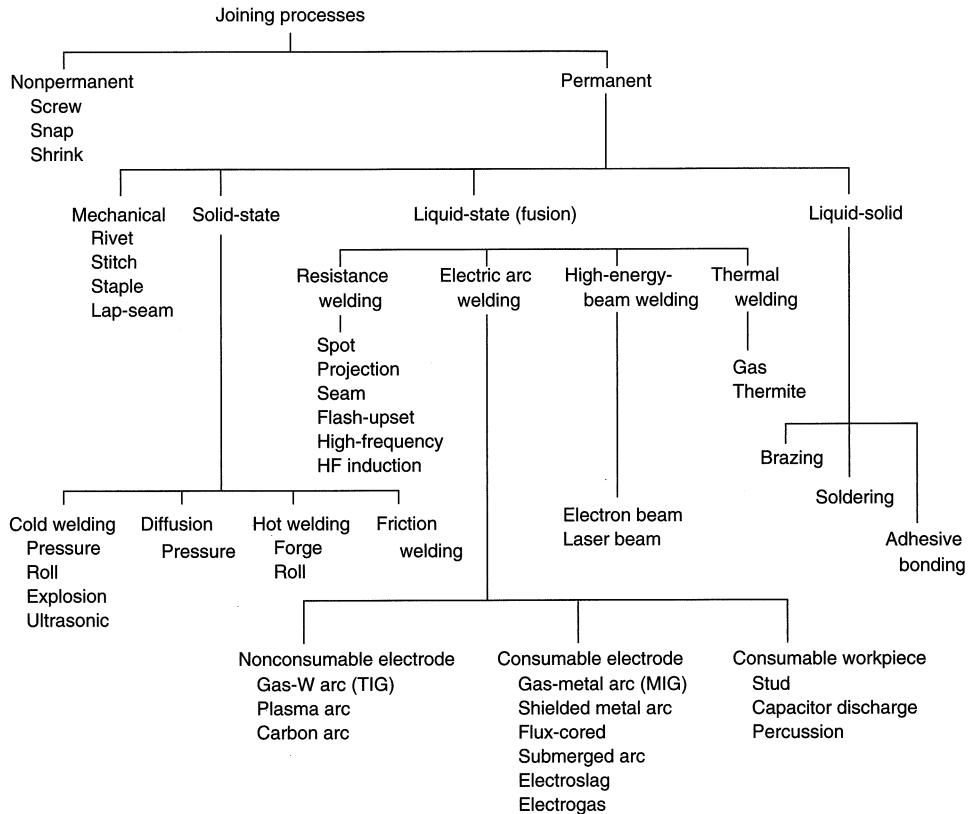 Joining processes
Nonpermanent
Screw
Snap
Shrink
Permanent
Mechanical
Rivet
Stitch
Staple
Lap-seam
Solid-state
Liquid-state (fusion)
Liquid-solid
Resistance
welding
Spot
Projection
Seam
Flash-upset
High-frequency
HF induction
Electric arc
welding
High-energy-
beam welding
Thermal
welding
Gas
Thermite
Brazing
Soldering
Adhesive
bonding
Cold welding
Pressure
Roll
Explosion
Ultrasonic
Diffusion
Pressure
Hot welding
Forge
Roll
Friction
welding
Electron beam
Laser beam
Nonconsumable electrode
Gas-W arc (TIG)
Plasma arc
Carbon arc
Consumable electrode
Gas-metal arc (MIG)
Shielded metal arc
Flux-cored
Submerged arc
Electroslag
Electrogas
Consumable workpiece
Stud
Capacitor discharge
Percussion